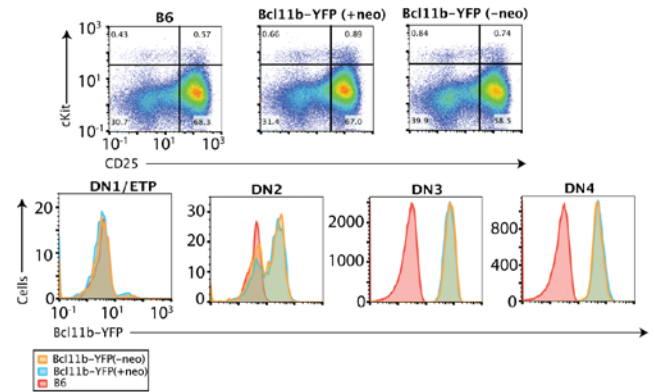 B6
Bcl11b-YFP (+neo)
Bcl11b-YFP (-neo)
10³
10¹
10⁻¹
cKit
0.43
0.57
30.7
68.3
0.66
0.89
31.4
67.0
0.84
0.74
39.9
58.5
10⁻¹
10¹
10³
CD25
DN1/ETP
DN2
DN3
DN4
Cells
20
10
0
30
20
10
0
2000
1000
0
800
400
0
10⁻¹
10¹
10³
Bcl11b-YFP
Bcl11b-YFP(-neo)
Bcl11b-YFP(+neo)
B6